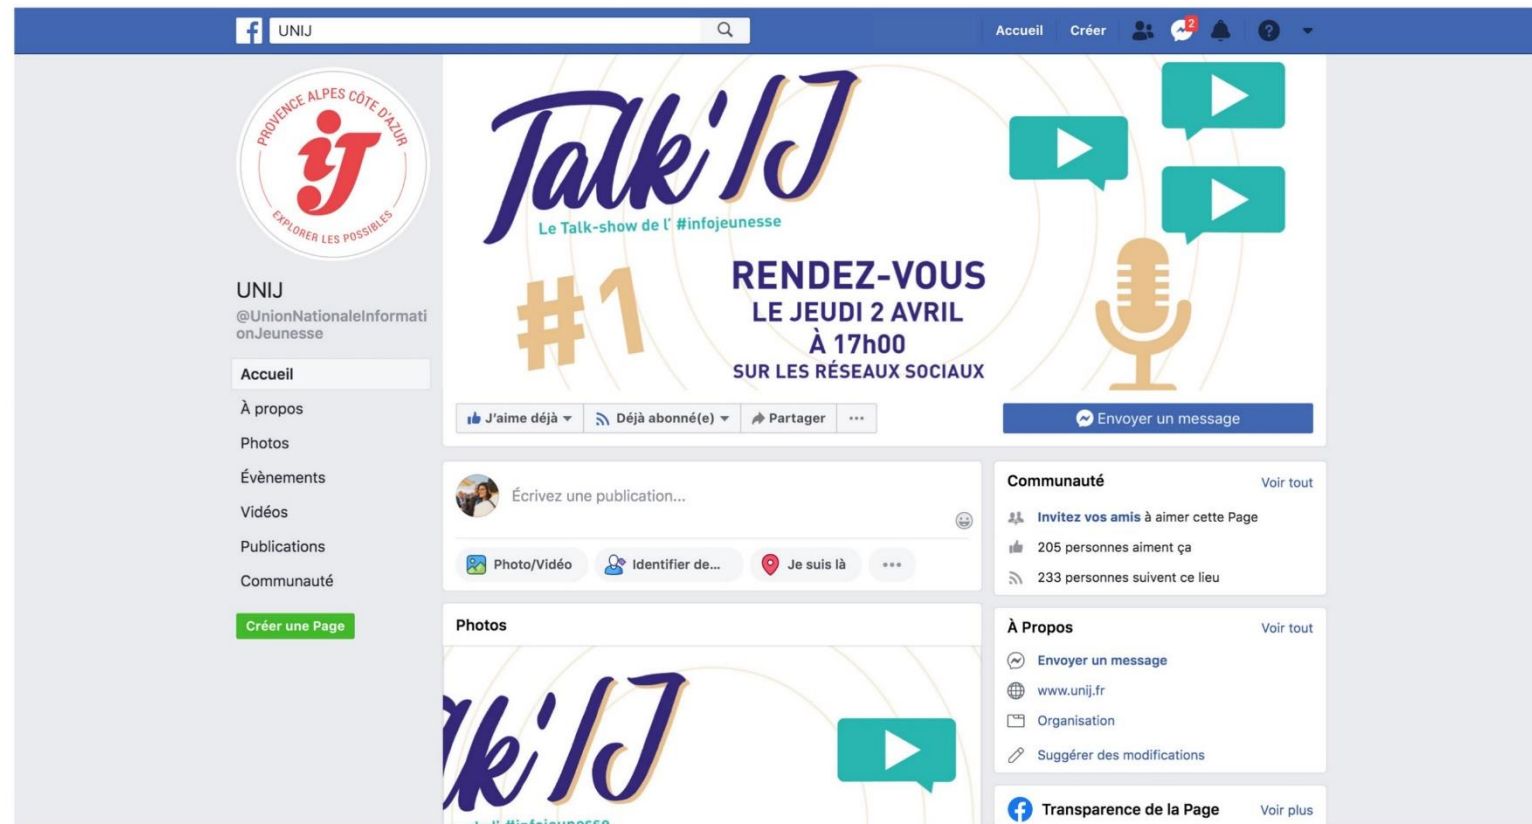 UNIJ
Accueil
Créer
2
PROVENCE ALPES CÔTE D'AZUR
iJ
EXPLORER LES POSSIBLES
UNIJ
@UnionNationaleInformati
onJeunesse
Accueil
À propos
Photos
Évènements
Vidéos
Publications
Communauté
Créer une Page
Talk'IJ
Le Talk-show de l' #infojeunesse
#1
RENDEZ-VOUS
LE JEUDI 2 AVRIL
À 17h00
SUR LES RÉSEAUX SOCIAUX
J'aime déjà
Déjà abonné(e)
Partager
Envoyer un message
Écrivez une publication...
Photo/Vidéo
Identifier de...
Je suis là
Photos
lk'IJ
Communauté
Voir tout
Invitez vos amis à aimer cette Page
205 personnes aiment ça
233 personnes suivent ce lieu
À Propos
Voir tout
Envoyer un message
www.unij.fr
Organisation
Suggérer des modifications
Transparence de la Page
Voir plus